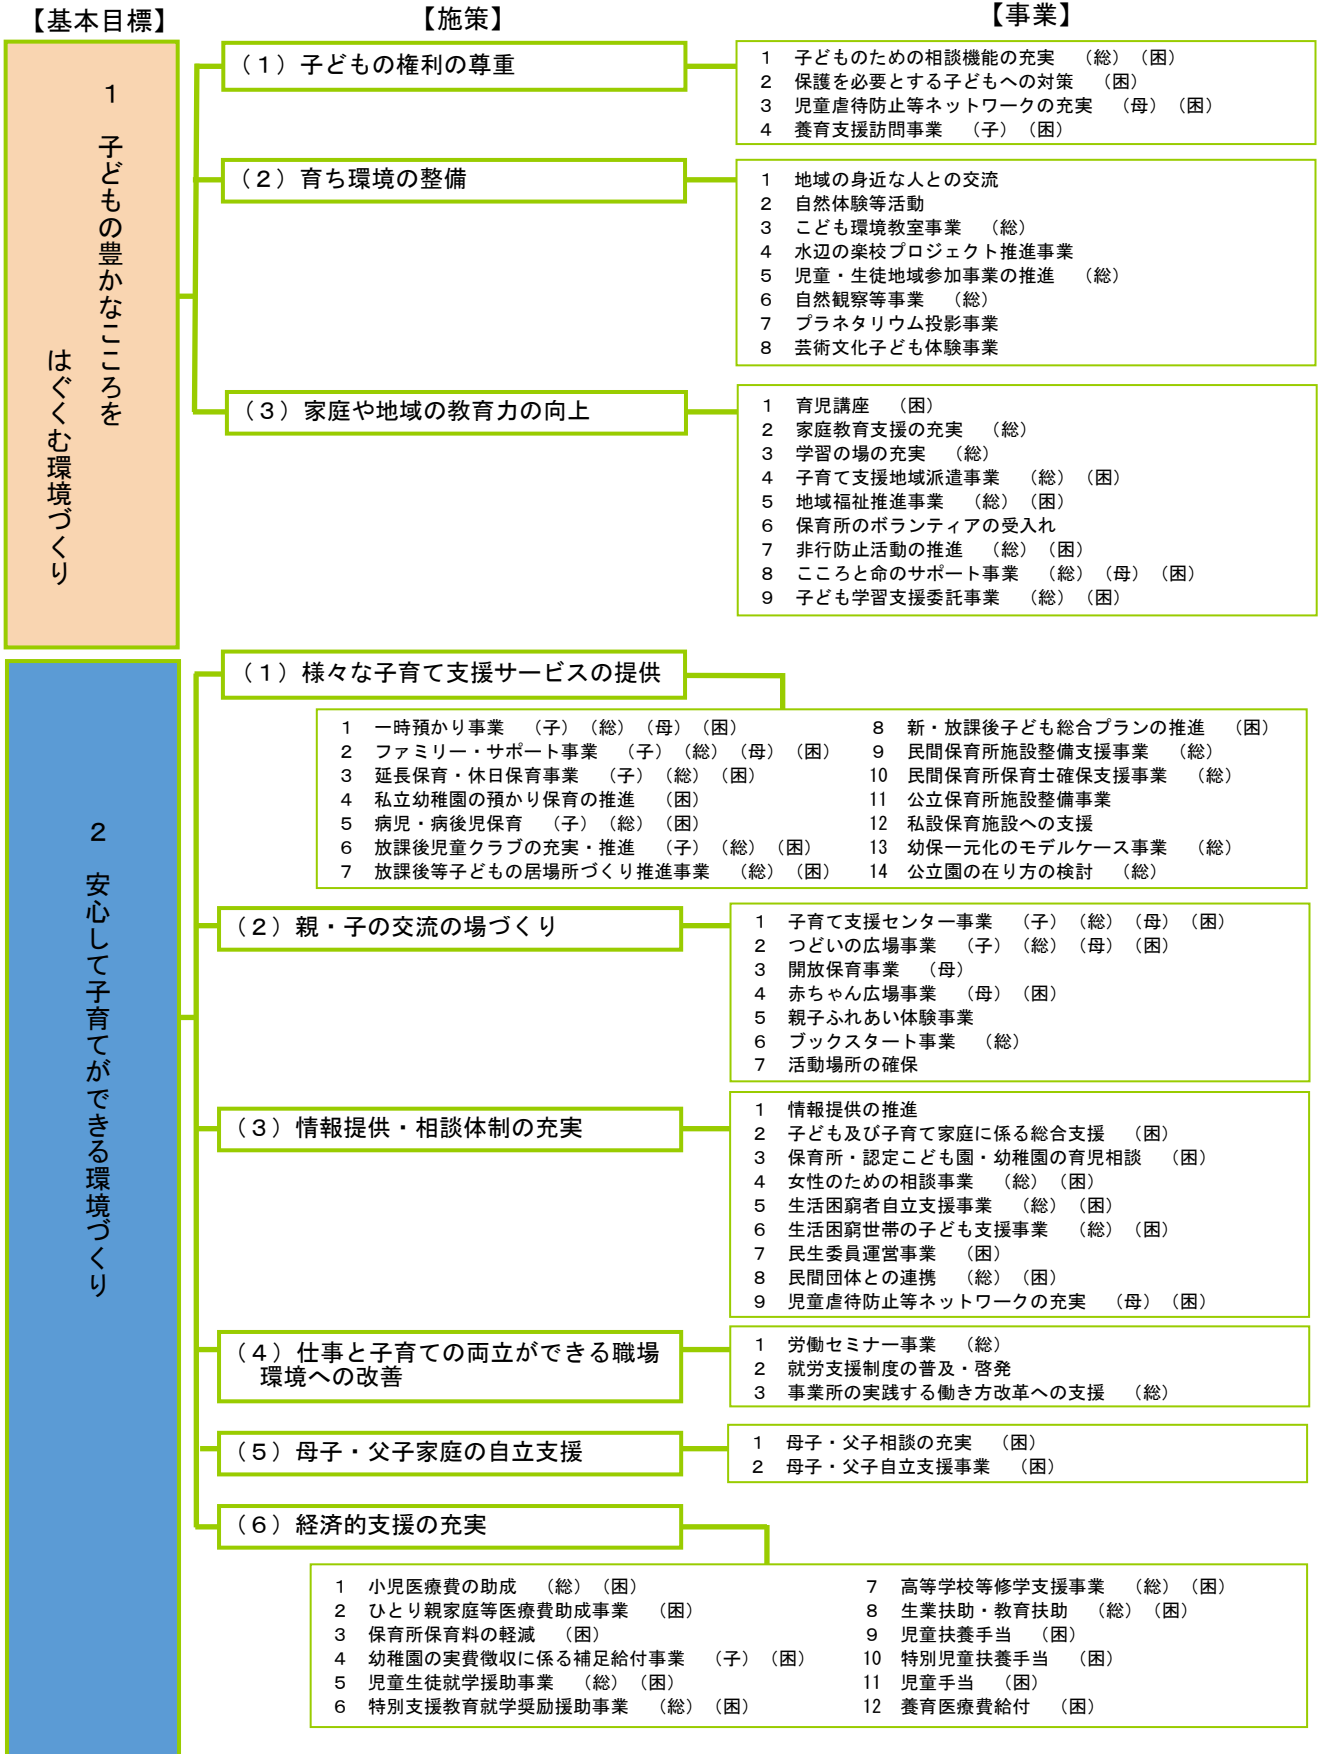 【基本目標】
【施策】
【事業】
1 子どもの豊かなこころを
はぐくむ環境づくり
（1）子どもの権利の尊重
1 子どものための相談機能の充実 （総）（困）
2 保護を必要とする子どもへの対策 （困）
3 児童虐待防止等ネットワークの充実 （母）（困）
4 養育支援訪問事業 （子）（困）
（2）育ち環境の整備
1 地域の身近な人との交流
2 自然体験等活動
3 こども環境教室事業 （総）
4 水辺の楽校プロジェクト推進事業
5 児童・生徒地域参加事業の推進 （総）
6 自然観察等事業 （総）
7 プラネタリウム投影事業
8 芸術文化子ども体験事業
（3）家庭や地域の教育力の向上
1 育児講座 （困）
2 家庭教育支援の充実 （総）
3 学習の場の充実 （総）
4 子育て支援地域派遣事業 （総）（困）
5 地域福祉推進事業 （総）（困）
6 保育所のボランティアの受入れ
7 非行防止活動の推進 （総）（困）
8 こころと命のサポート事業 （総）（母）（困）
9 子ども学習支援委託事業 （総）（困）
2 安心して子育てができる環境づくり
（1）様々な子育て支援サービスの提供
1 一時預かり事業 （子）（総）（母）（困）
2 ファミリー・サポート事業 （子）（総）（母）（困）
3 延長保育・休日保育事業 （子）（総）（困）
4 私立幼稚園の預かり保育の推進 （困）
5 病児・病後児保育 （子）（総）（困）
6 放課後児童クラブの充実・推進 （子）（総）（困）
7 放課後等子どもの居場所づくり推進事業 （総）（困）
8 新・放課後子ども総合プランの推進 （困）
9 民間保育所施設整備支援事業 （総）
10 民間保育所保育士確保支援事業 （総）
11 公立保育所施設整備事業
12 私設保育施設への支援
13 幼保一元化のモデルケース事業 （総）
14 公立園の在り方の検討 （総）
（2）親・子の交流の場づくり
1 子育て支援センター事業 （子）（総）（母）（困）
2 つどいの広場事業 （子）（総）（母）（困）
3 開放保育事業 （母）
4 赤ちゃん広場事業 （母）（困）
5 親子ふれあい体験事業
6 ブックスタート事業 （総）
7 活動場所の確保
（3）情報提供・相談体制の充実
1 情報提供の推進
2 子ども及び子育て家庭に係る総合支援 （困）
3 保育所・認定こども園・幼稚園の育児相談 （困）
4 女性のための相談事業 （総）（困）
5 生活困窮者自立支援事業 （総）（困）
6 生活困窮世帯の子ども支援事業 （総）（困）
7 民生委員運営事業 （困）
8 民間団体との連携 （総）（困）
9 児童虐待防止等ネットワークの充実 （母）（困）
（4）仕事と子育ての両立ができる職場
環境への改善
1 労働セミナー事業 （総）
2 就労支援制度の普及・啓発
3 事業所の実践する働き方改革への支援 （総）
（5）母子・父子家庭の自立支援
1 母子・父子相談の充実 （困）
2 母子・父子自立支援事業 （困）
（6）経済的支援の充実
1 小児医療費の助成 （総）（困）
2 ひとり親家庭等医療費助成事業 （困）
3 保育所保育料の軽減 （困）
4 幼稚園の実費徴収に係る補足給付事業 （子）（困）
5 児童生徒就学援助事業 （総）（困）
6 特別支援教育就学奨励援助事業 （総）（困）
7 高等学校等修学支援事業 （総）（困）
8 生業扶助・教育扶助 （総）（困）
9 児童扶養手当 （困）
10 特別児童扶養手当 （困）
11 児童手当 （困）
12 養育医療費給付 （困）